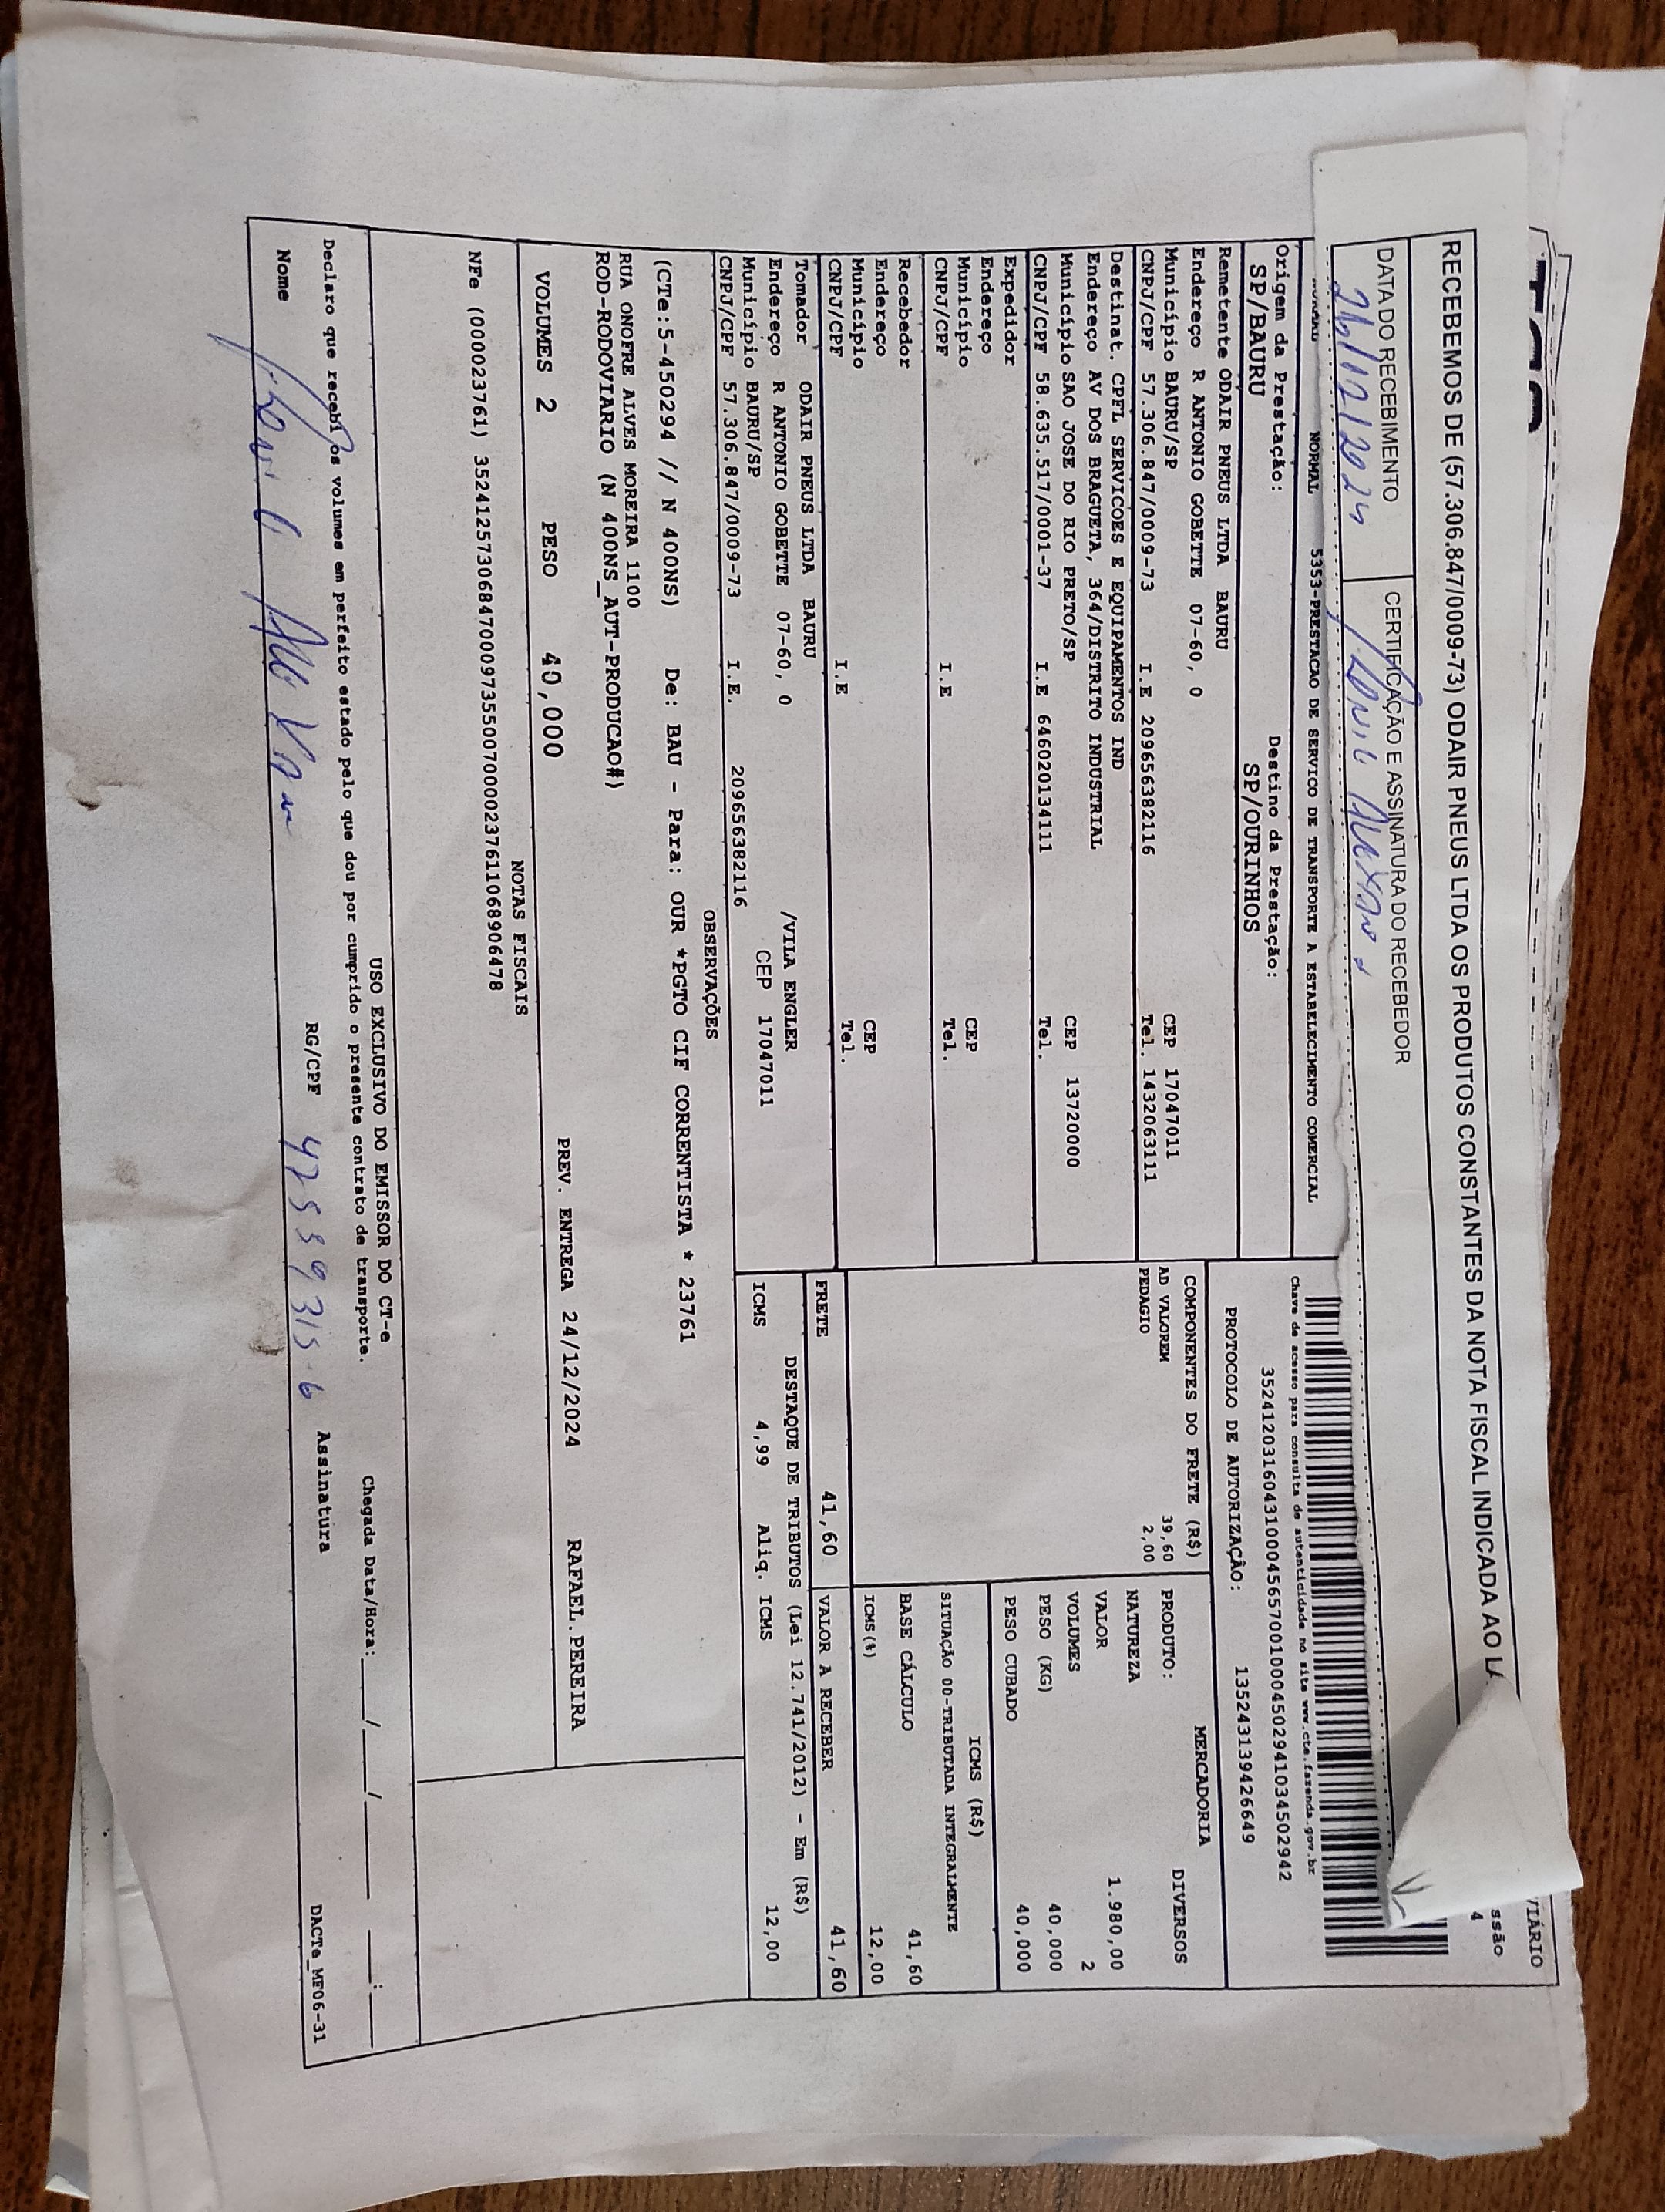 RECEBEMOS DE (57.306.847/0009-73) ODAIR PNEUS LTDA OS PRODUTOS CONSTANTES DA NOTA FISCAL INDICADA AO
DATA DO RECEBIMENTO CERTIFICAÇÃO E ASSINATURA DO RECEBEDOR
26/12/2024
VIÁRIO
ssão
4
NORMAL 5353-PRESTACAO DE SERVICO DE TRANSPORTE A ESTABELECIMENTO COMERCIAL
Chave de acesso para consulta de autenticidade no site www.cte.fazenda.gov.br
35241203160431000456570010004502941034502942
PROTOCOLO DE AUTORIZAÇÃO: 135243139426649
Origem da Prestação: Destino da Prestação:
SP/BAURU SP/OURINHOS
Remetente ODAIR PNEUS LTDA BAURU
Endereço R ANTONIO GOBETTE 07-60, 0
Município BAURU/SP CEP 17047011
CNPJ/CPF 57.306.847/0009-73 I.E 209656382116 Tel. 1432063111
Destinat. CPFL SERVICOES E EQUIPAMENTOS IND
Endereço AV DOS BRAGUETA, 364/DISTRITO INDUSTRIAL
Município SAO JOSE DO RIO PRETO/SP CEP 13720000
CNPJ/CPF 58.635.517/0001-37 I.E 646020134111 Tel.
Expedidor
Endereço
Município CEP
CNPJ/CPF I.E Tel.
Recebedor
Endereço
Município CEP
CNPJ/CPF I.E Tel.
Tomador ODAIR PNEUS LTDA BAURU
Endereço R ANTONIO GOBETTE 07-60, 0 /VILA ENGLER
Município BAURU/SP CEP 17047011
CNPJ/CPF 57.306.847/0009-73 I.E. 209656382116
COMPONENTES DO FRETE (R$)
AD VALOREM 39,60
PEDAGIO 2,00
MERCADORIA
PRODUTO: DIVERSOS
NATUREZA
VALOR 1.980,00
VOLUMES 2
PESO (KG) 40,000
PESO CUBADO 40,000
ICMS (R$)
SITUAÇÃO 00-TRIBUTADA INTEGRALMENTE
BASE CÁLCULO 41,60
ICMS(%) 12,00
FRETE 41,60 VALOR A RECEBER 41,60
DESTAQUE DE TRIBUTOS (Lei 12.741/2012) - Em (R$)
ICMS 4,99 Aliq. ICMS 12,00
OBSERVAÇÕES
(CTe:5-450294 // N 400NS) De: BAU - Para: OUR *PGTO CIF CORRENTISTA * 23761
RUA ONOFRE ALVES MOREIRA 1100
ROD-RODOVIARIO (N 400NS_AUT-PRODUCAO#)
VOLUMES 2 PESO 40,000 PREV. ENTREGA 24/12/2024 RAFAEL.PEREIRA
NOTAS FISCAIS
NFe (000023761) 35241257306847000973550070000237611068906478
USO EXCLUSIVO DO EMISSOR DO CT-e
Declaro que recebi os volumes em perfeito estado pelo que dou por cumprido o presente contrato de transporte. Chegada Data/Hora:____/____/______ ___:___
Nome RG/CPF Assinatura DACTe_MF06-31